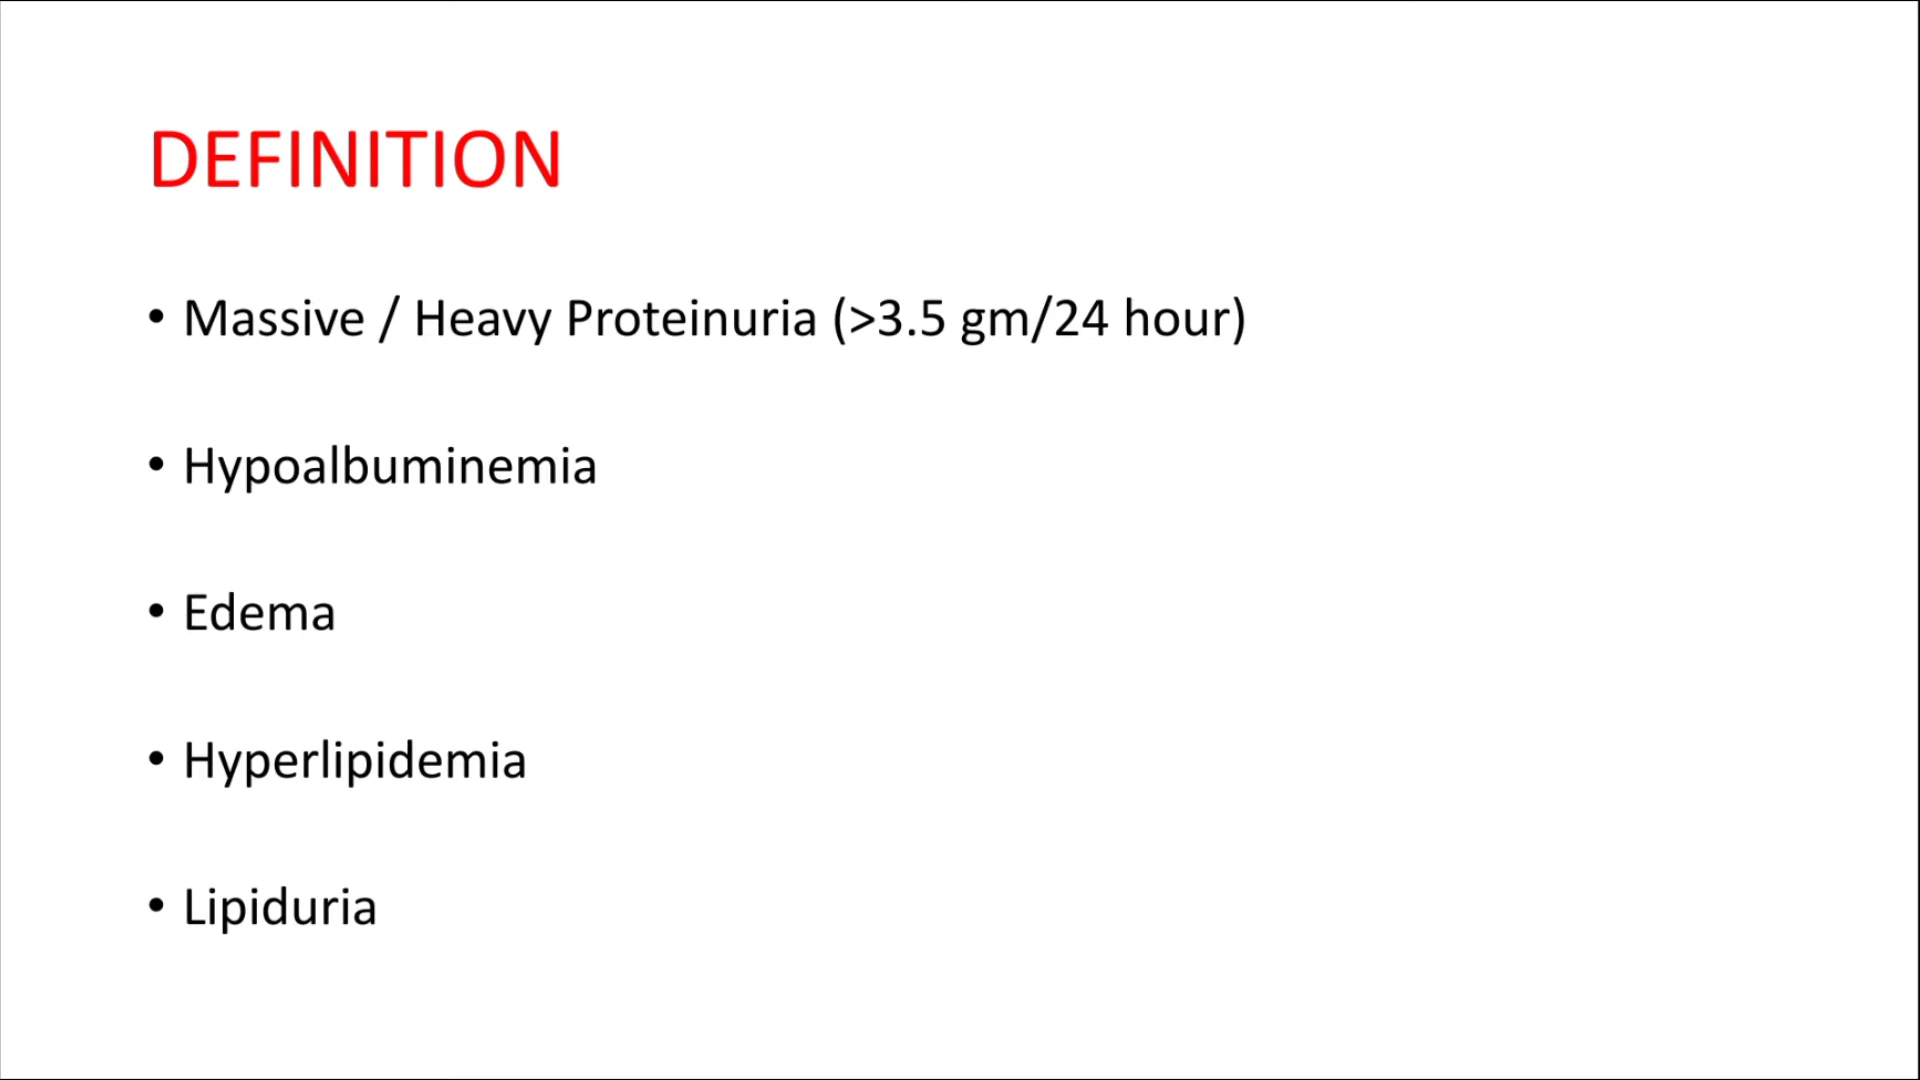 DEFINITION
• Massive / Heavy Proteinuria (>3.5 gm/24 hour)
• Hypoalbuminemia
• Edema
• Hyperlipidemia
• Lipiduria